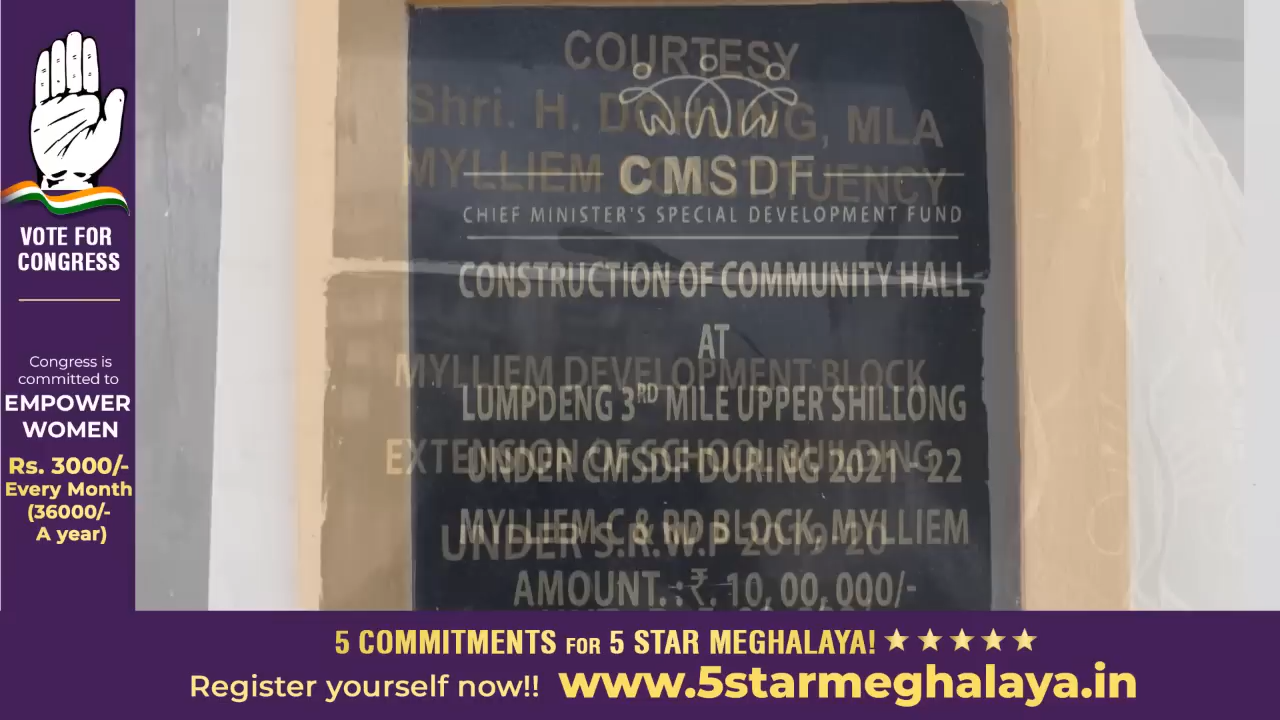 VOTE FOR
CONGRESS
Congress is
committed to
EMPOWER
WOMEN
Rs. 3000/-
Every Month
(36000/-
A year)
COURTESY
Shri. H. DOHLING, MLA
MYLLIEM CONSTITUENCY
CMSDF
CHIEF MINISTER'S SPECIAL DEVELOPMENT FUND
CONSTRUCTION OF COMMUNITY HALL
AT
MYLLIEM DEVELOPMENT BLOCK
LUMPDENG 3RD MILE UPPER SHILLONG
EXTENSION OF SCHOOL BUILDING
UNDER CMSDF DURING 2021 - 22
MYLLIEM C & RD BLOCK, MYLLIEM
UNDER S.R.W.P 2019-20
AMOUNT. : ₹. 10, 00, 000/-
5 COMMITMENTS FOR 5 STAR MEGHALAYA!
Register yourself now!! www.5starmeghalaya.in